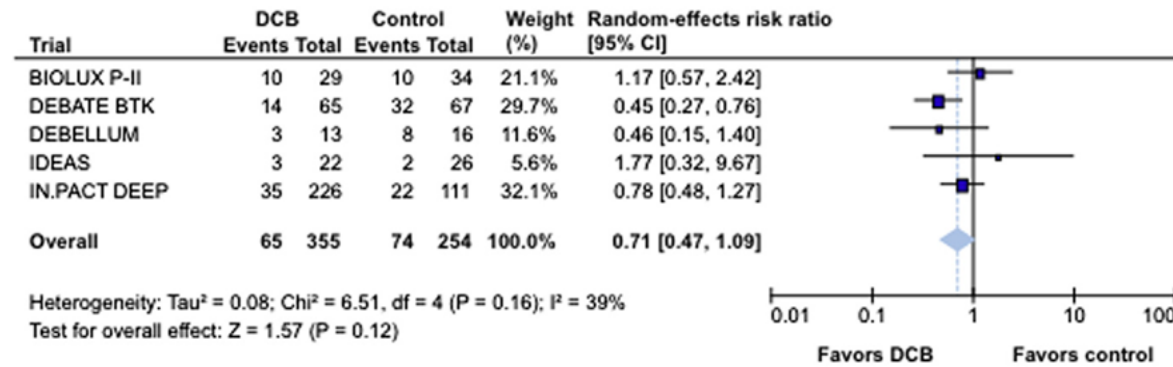 DCB Control Weight Random-effects risk ratio
Trial Events Total Events Total (%) [95% CI]
BIOLUX P-II 10 29 10 34 21.1% 1.17 [0.57, 2.42]
DEBATE BTK 14 65 32 67 29.7% 0.45 [0.27, 0.76]
DEBELLUM 3 13 8 16 11.6% 0.46 [0.15, 1.40]
IDEAS 3 22 2 26 5.6% 1.77 [0.32, 9.67]
IN.PACT DEEP 35 226 22 111 32.1% 0.78 [0.48, 1.27]
Overall 65 355 74 254 100.0% 0.71 [0.47, 1.09]
Heterogeneity: Tau² = 0.08; Chi² = 6.51, df = 4 (P = 0.16); I² = 39%
Test for overall effect: Z = 1.57 (P = 0.12)
0.01 0.1 1 10 100
Favors DCB Favors control